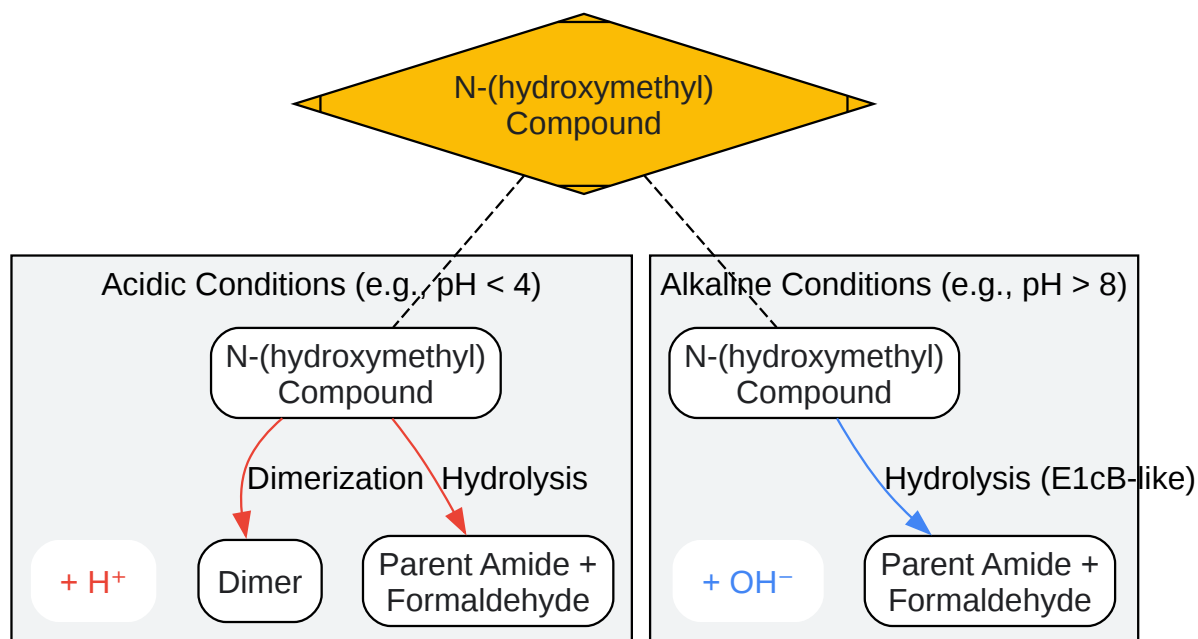 N-(hydroxymethyl)
Compound
Acidic Conditions (e.g., pH < 4)
N-(hydroxymethyl)
Compound
Dimerization
Hydrolysis
+ H⁺
Dimer
Parent Amide +
Formaldehyde
Alkaline Conditions (e.g., pH > 8)
N-(hydroxymethyl)
Compound
Hydrolysis (E1cB-like)
+ OH⁻
Parent Amide +
Formaldehyde